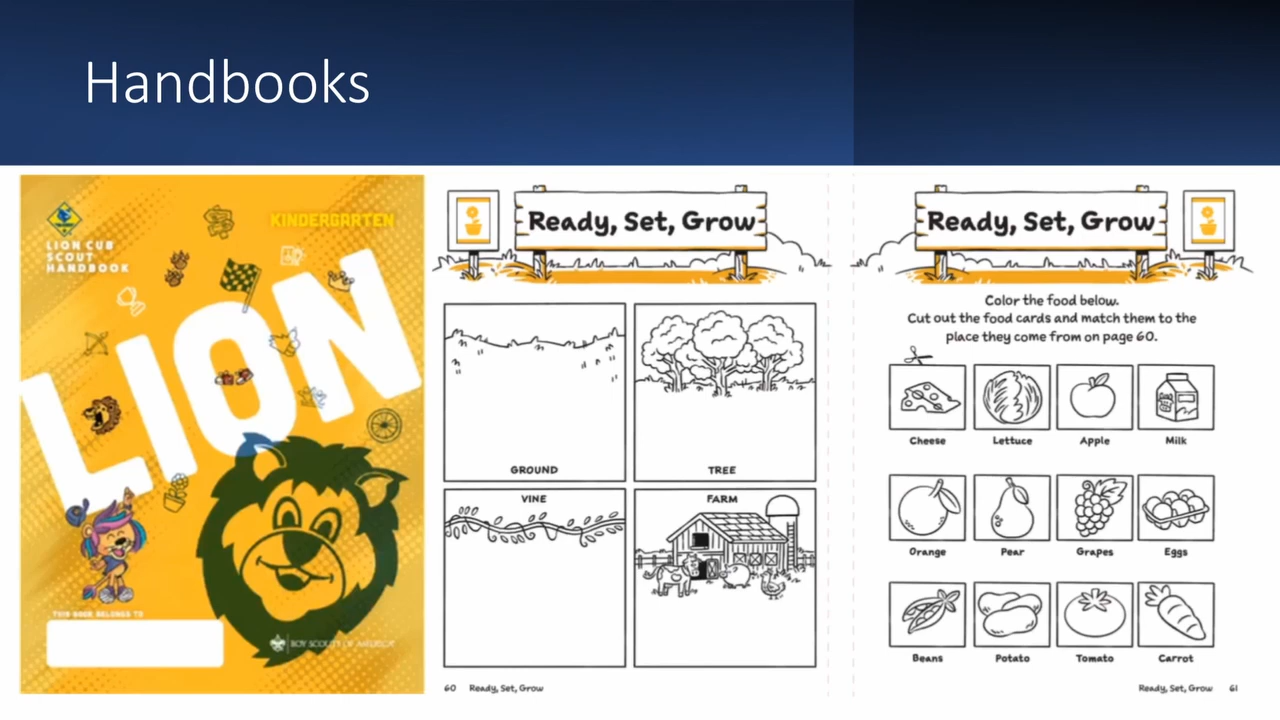 Handbooks
LION CUB
SCOUT
HANDBOOK
KINDERGARTEN
LION
THIS BOOK BELONGS TO
BOY SCOUTS OF AMERICA
Ready, Set, Grow
GROUND
TREE
VINE
FARM
60 Ready, Set, Grow
Ready, Set, Grow
Color the food below.
Cut out the food cards and match them to the
place they come from on page 60.
Cheese
Lettuce
Apple
Milk
Orange
Pear
Grapes
Eggs
Beans
Potato
Tomato
Carrot
Ready, Set, Grow 61